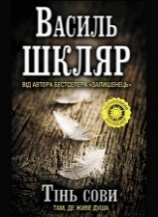 Василь
ШКЛЯР
ВІД АВТОРА БЕСТСЕЛЕРА «ЗАЛИШЕНЕЦЬ»
Тінь сови
ТАМ, ДЕ ЖИВЕ ДУША